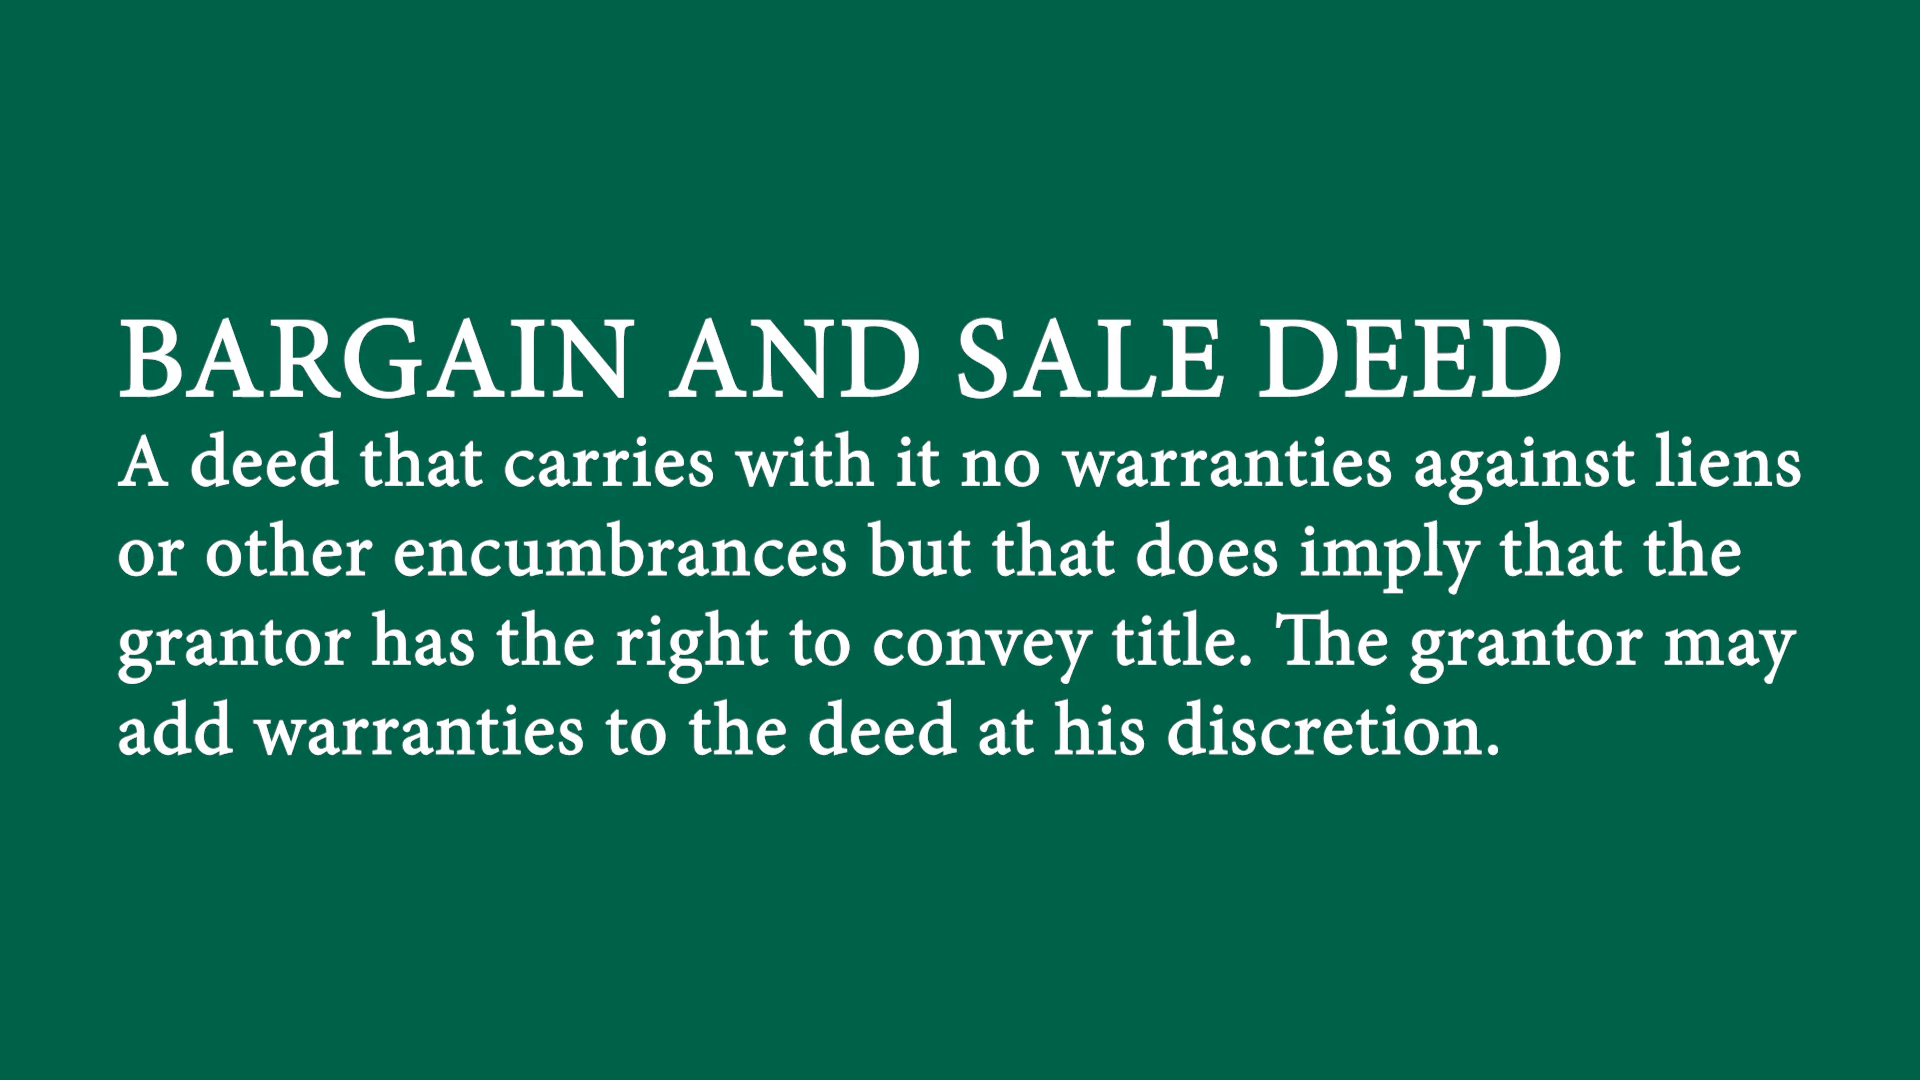 BARGAIN AND SALE DEED
A deed that carries with it no warranties against liens
or other encumbrances but that does imply that the
grantor has the right to convey title. The grantor may
add warranties to the deed at his discretion.